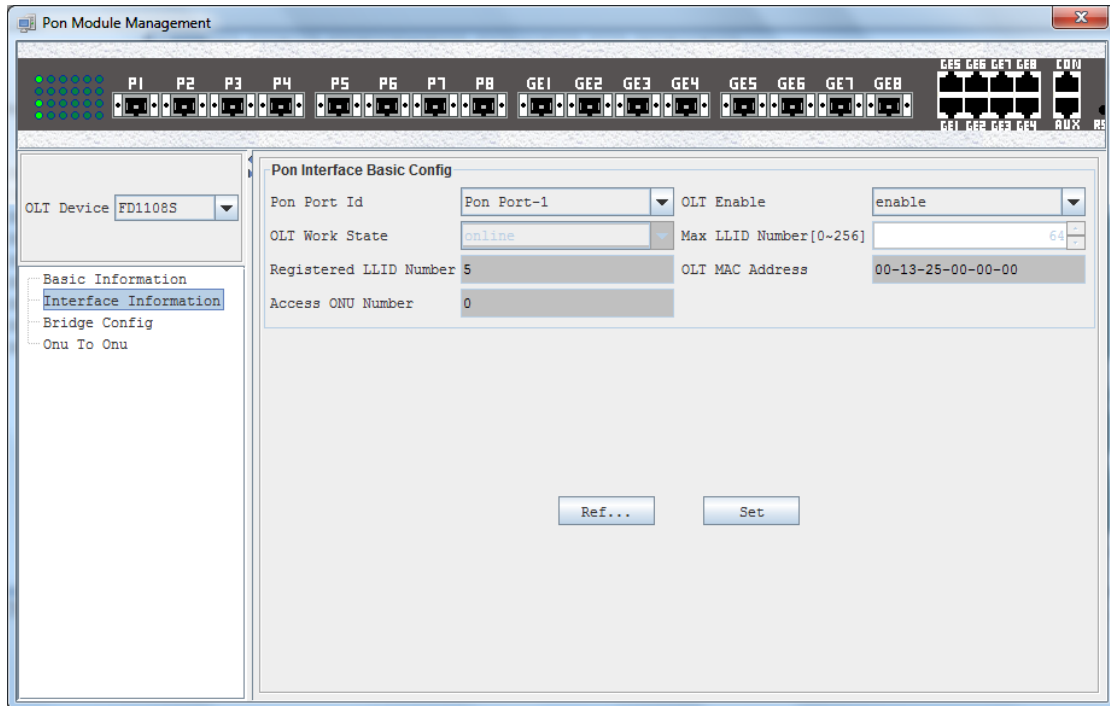 Pon Module Management
GE5 GE6 GE7 GE8 CON
P1 P2 P3 P4 P5 P6 P7 P8 GE1 GE2 GE3 GE4 GE5 GE6 GE7 GE8
GE1 GE2 GE3 GE4 AUX
OLT Device FD1108S
Basic Information
Interface Information
Bridge Config
Onu To Onu
Pon Interface Basic Config
Pon Port Id Pon Port-1 OLT Enable enable
OLT Work State online Max LLID Number[0~256] 64
Registered LLID Number 5 OLT MAC Address 00-13-25-00-00-00
Access ONU Number 0
Ref... Set